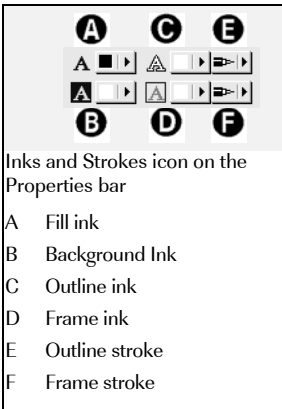 A C E
A A
A A
B D F
Inks and Strokes icon on the
Properties bar
A Fill ink
B Background Ink
C Outline ink
D Frame ink
E Outline stroke
F Frame stroke